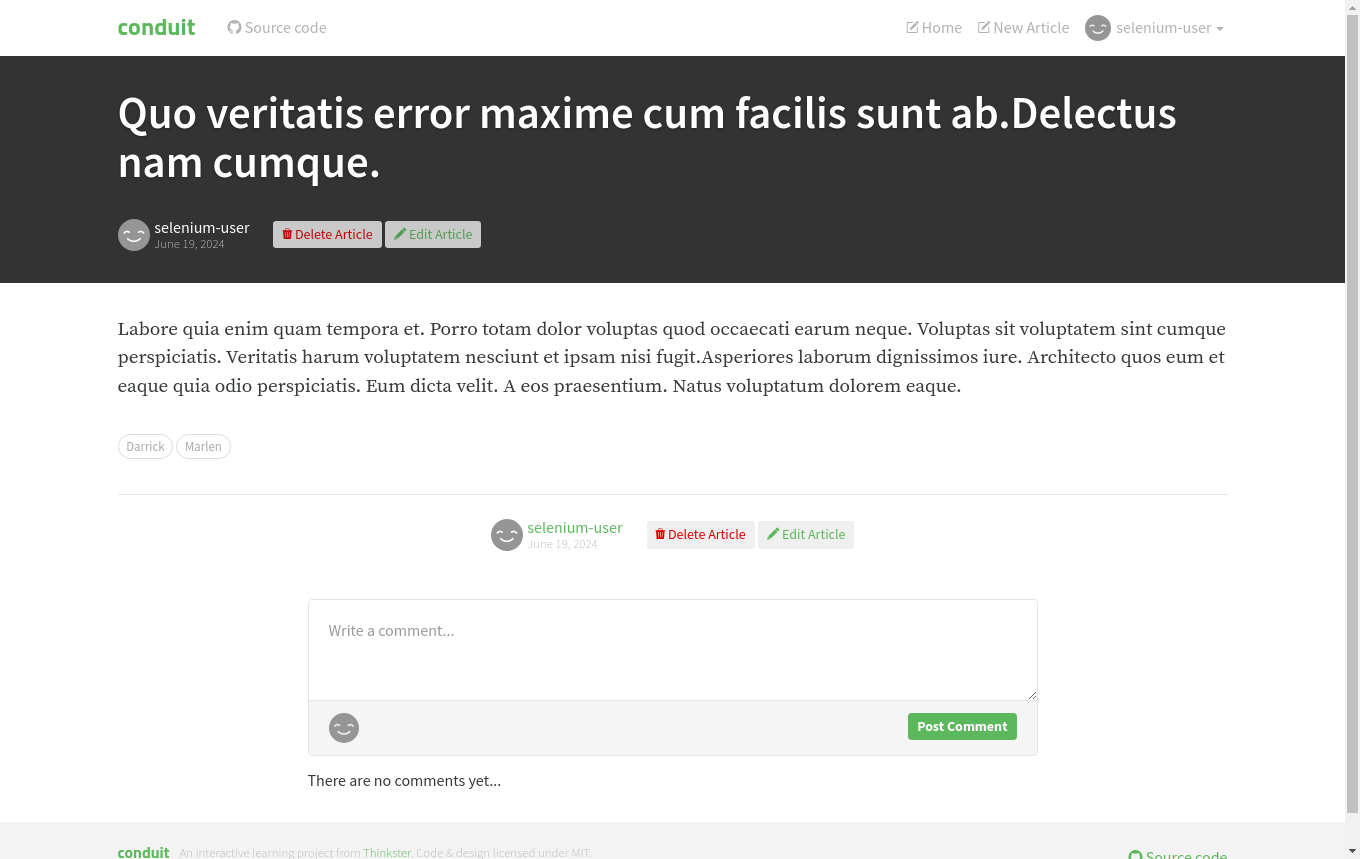 conduit Source code Home New Article selenium-user
Quo veritatis error maxime cum facilis sunt ab.Delectus
nam cumque.
selenium-user
June 19, 2024
Delete Article Edit Article
Labore quia enim quam tempora et. Porro totam dolor voluptas quod occaecati earum neque. Voluptas sit voluptatem sint cumque
perspiciatis. Veritatis harum voluptatem nesciunt et ipsam nisi fugit.Asperiores laborum dignissimos iure. Architecto quos eum et
eaque quia odio perspiciatis. Eum dicta velit. A eos praesentium. Natus voluptatum dolorem eaque.
Darrick Marlen
selenium-user
June 19, 2024
Delete Article Edit Article
Write a comment...
Post Comment
There are no comments yet...
conduit An interactive learning project from Thinkster. Code & design licensed under MIT. Source code